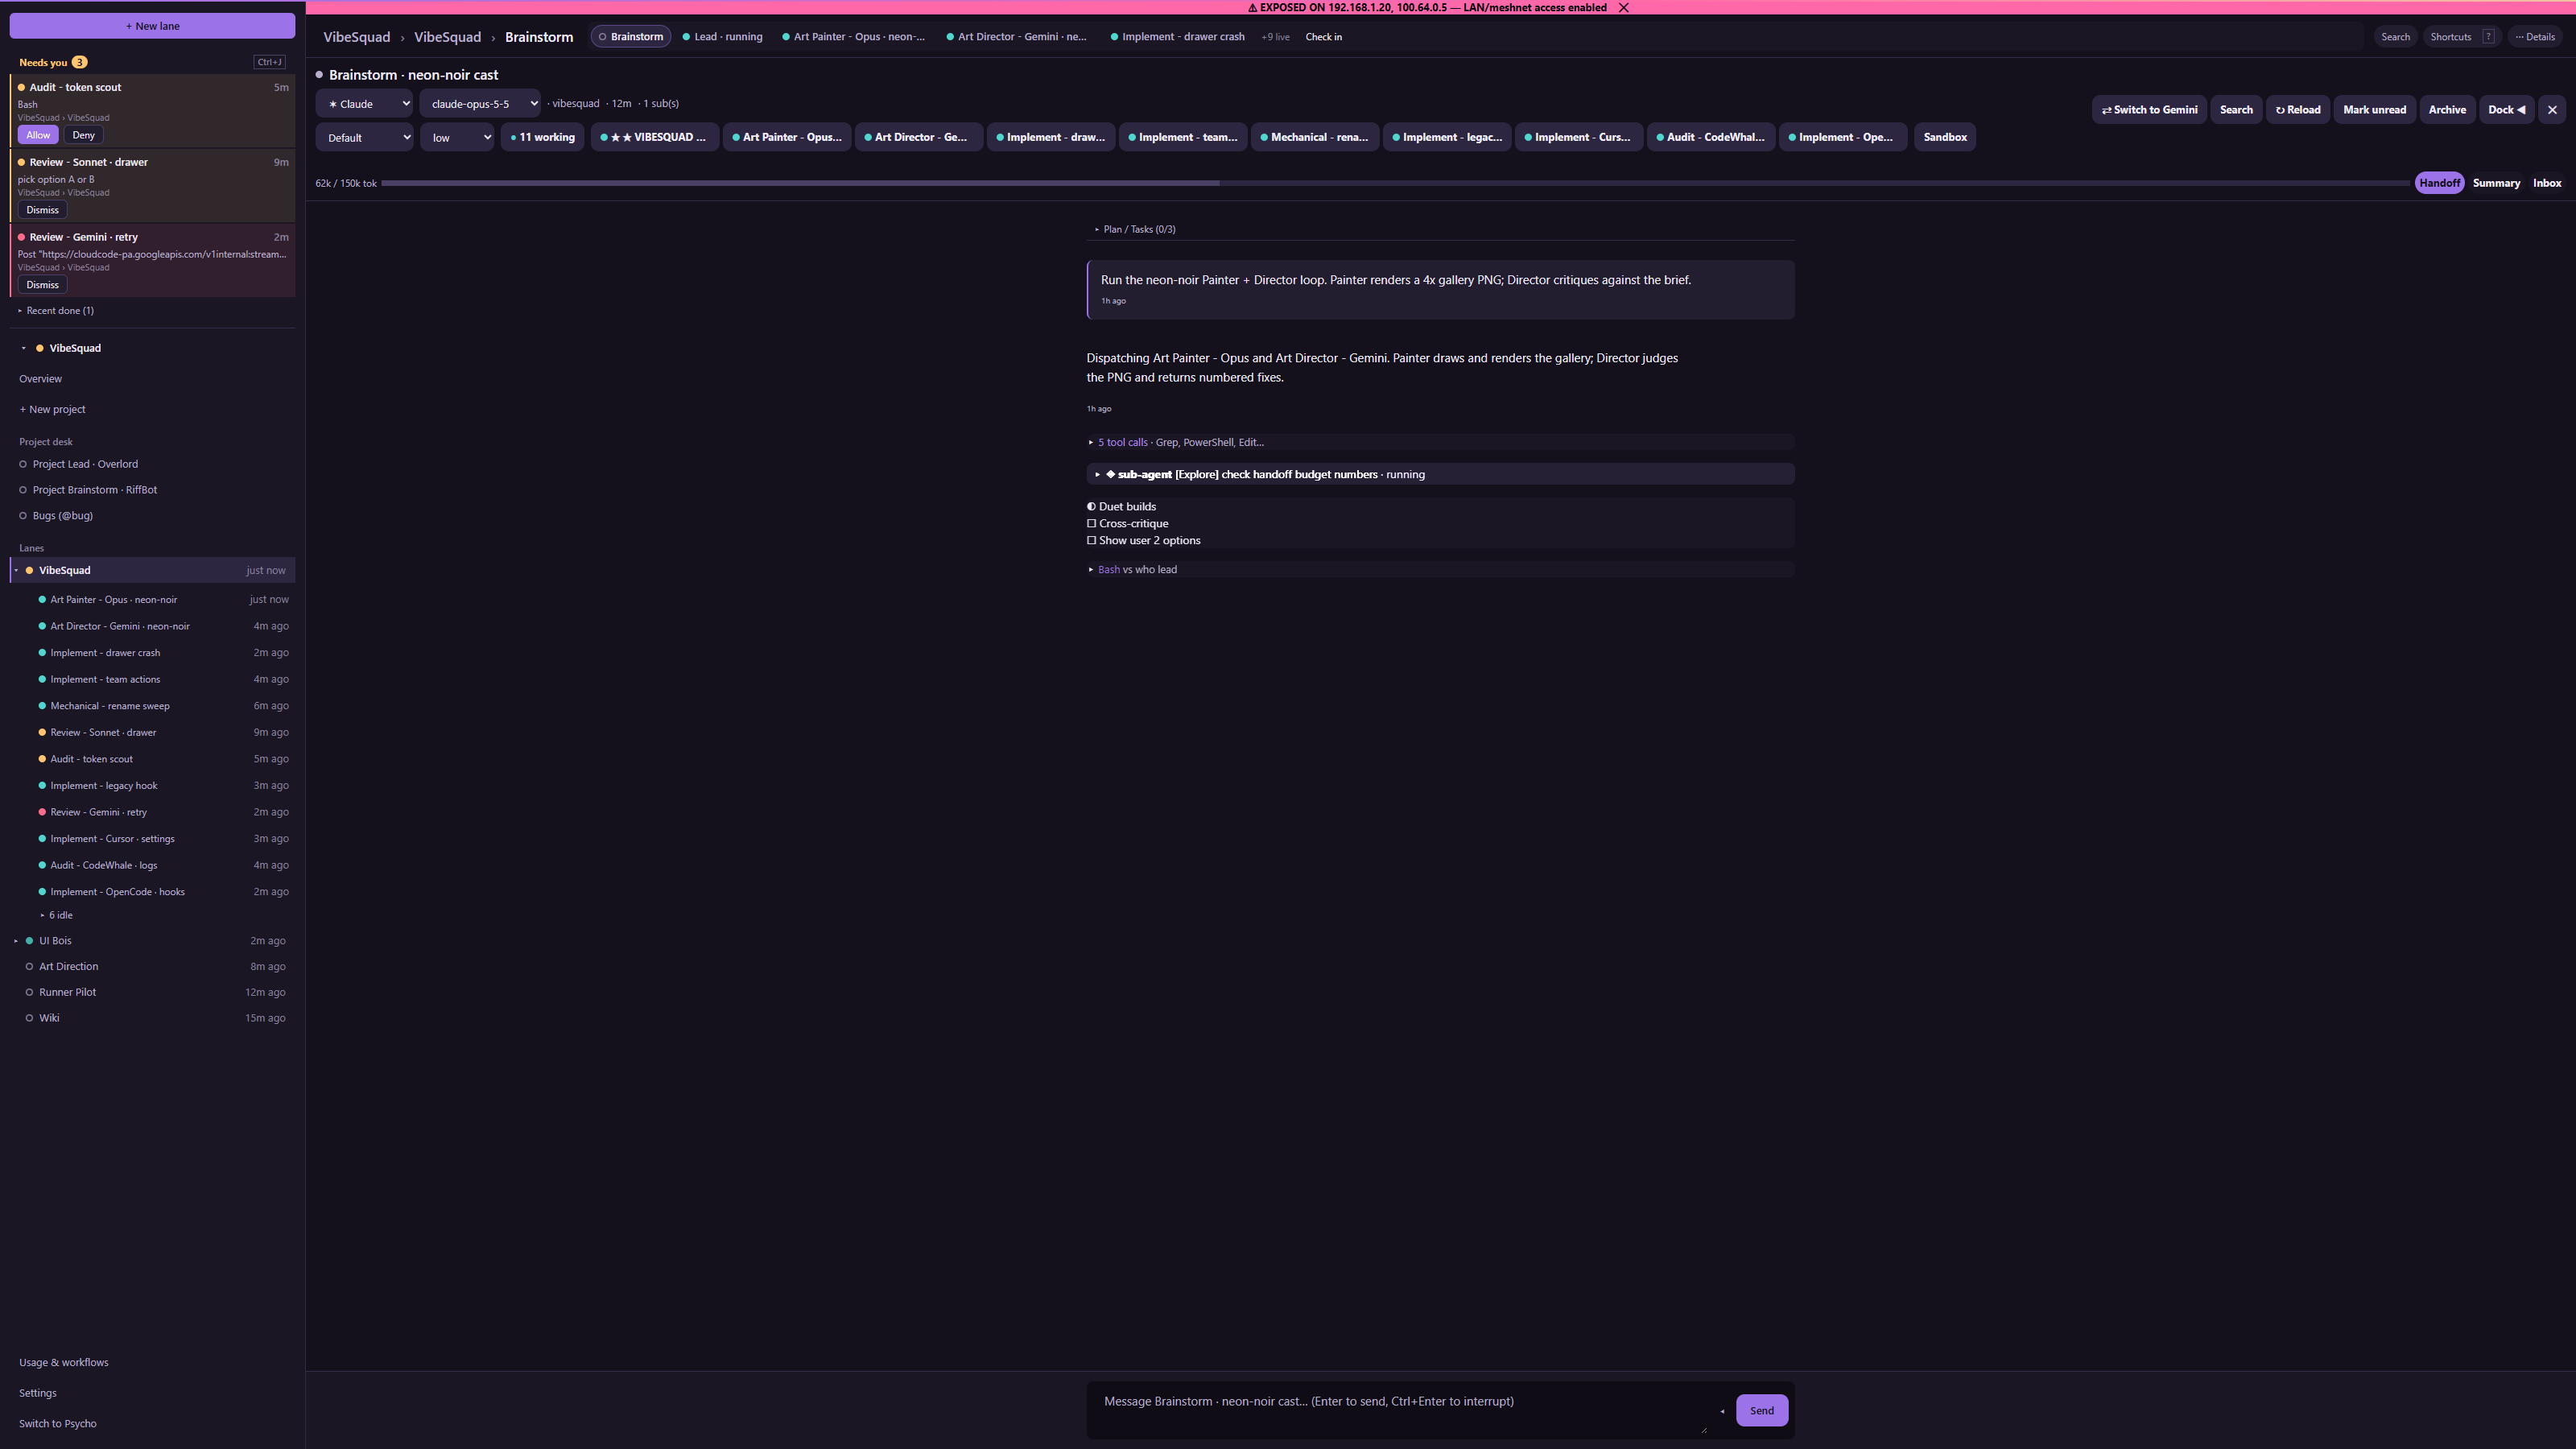 + New lane
Needs you 3 Ctrl+J
Audit - token scout 5m
Bash
VibeSquad › VibeSquad
Allow Deny
Review - Sonnet · drawer 9m
pick option A or B
VibeSquad › VibeSquad
Dismiss
Review - Gemini · retry 2m
Post "https://cloudcode-pa.googleapis.com/v1internal:stream...
VibeSquad › VibeSquad
Dismiss
Recent done (1)
VibeSquad
Overview
+ New project
Project desk
Project Lead · Overlord
Project Brainstorm · RiffBot
Bugs (@bug)
Lanes
VibeSquad just now
Art Painter - Opus · neon-noir just now
Art Director - Gemini · neon-noir 4m ago
Implement - drawer crash 2m ago
Implement - team actions 4m ago
Mechanical - rename sweep 6m ago
Review - Sonnet · drawer 9m ago
Audit - token scout 5m ago
Implement - legacy hook 3m ago
Review - Gemini · retry 2m ago
Implement - Cursor · settings 3m ago
Audit - CodeWhale · logs 4m ago
Implement - OpenCode · hooks 2m ago
6 idle
UI Bois 2m ago
Art Direction 8m ago
Runner Pilot 12m ago
Wiki 15m ago
Usage & workflows
Settings
Switch to Psycho
⚠ EXPOSED ON 192.168.1.20, 100.64.0.5 — LAN/meshnet access enabled ✕
VibeSquad › VibeSquad › Brainstorm Brainstorm Lead · running Art Painter - Opus · neon-... Art Director - Gemini · ne... Implement - drawer crash +9 live Check in Search Shortcuts ? ··· Details
Brainstorm · neon-noir cast
✶ Claude claude-opus-5-5 · vibesquad · 12m · 1 sub(s) ⇄ Switch to Gemini Search ↻ Reload Mark unread Archive Dock ◀ ✕
Default low 11 working ★ ★ VIBESQUAD ... Art Painter - Opus... Art Director - Ge... Implement - draw... Implement - team... Mechanical - rena... Implement - legac... Implement - Curs... Audit - CodeWhal... Implement - Ope... Sandbox
62k / 150k tok Handoff Summary Inbox
Plan / Tasks (0/3)
Run the neon-noir Painter + Director loop. Painter renders a 4x gallery PNG; Director critiques against the brief.
1h ago
Dispatching Art Painter - Opus and Art Director - Gemini. Painter draws and renders the gallery; Director judges
the PNG and returns numbered fixes.
1h ago
5 tool calls · Grep, PowerShell, Edit...
◆ sub-agent [Explore] check handoff budget numbers · running
◐ Duet builds
☐ Cross-critique
☐ Show user 2 options
Bash vs who lead
Message Brainstorm · neon-noir cast... (Enter to send, Ctrl+Enter to interrupt)
Send